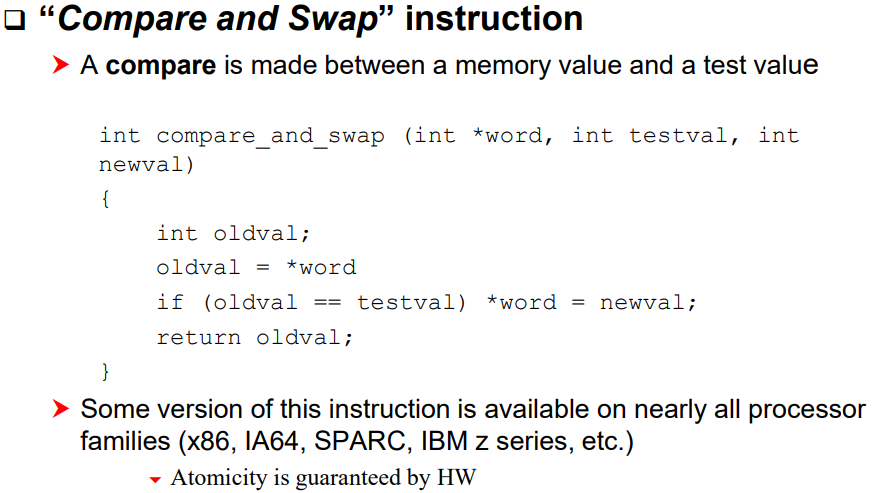 “Compare and Swap” instruction
A compare is made between a memory value and a test value
int compare_and_swap (int *word, int testval, int
newval)
{
int oldval;
oldval = *word
if (oldval == testval) *word = newval;
return oldval;
}
Some version of this instruction is available on nearly all processor
families (x86, IA64, SPARC, IBM z series, etc.)
Atomicity is guaranteed by HW